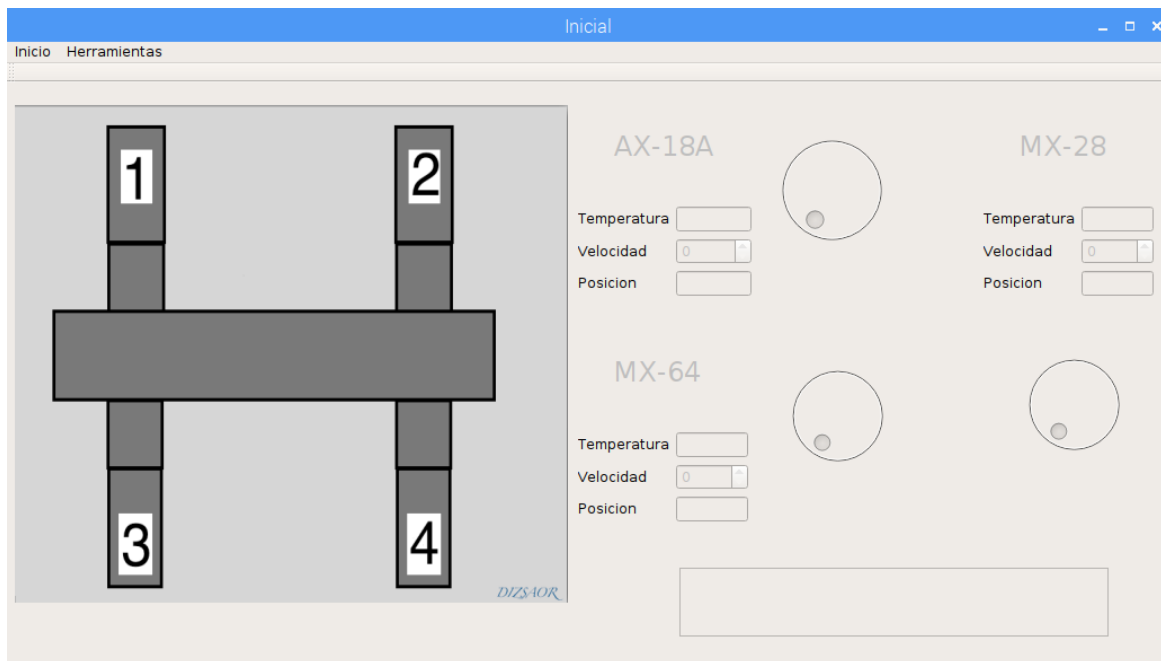 Inicial
Inicio Herramientas
1 2
3 4
DIZSAOR
AX-18A
Temperatura
Velocidad 0
Posicion
MX-28
Temperatura
Velocidad 0
Posicion
MX-64
Temperatura
Velocidad 0
Posicion